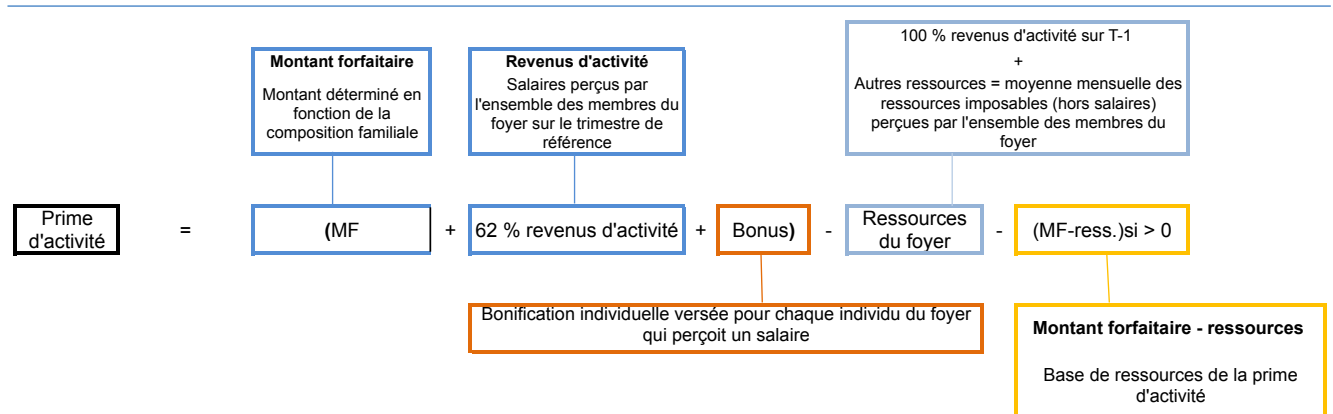 Montant forfaitaire
Montant déterminé en
fonction de la
composition familiale
Revenus d'activité
Salaires perçus par
l'ensemble des membres du
foyer sur le trimestre de
référence
100 % revenus d'activité sur T-1
+
Autres ressources = moyenne mensuelle des
ressources imposables (hors salaires)
perçues par l'ensemble des membres du
foyer
Prime
d'activité
=
(MF
+
62 % revenus d'activité
+
Bonus)
-
Ressources
du foyer
-
(MF-ress.)si > 0
Bonification individuelle versée pour chaque individu du foyer
qui perçoit un salaire
Montant forfaitaire - ressources
Base de ressources de la prime
d'activité